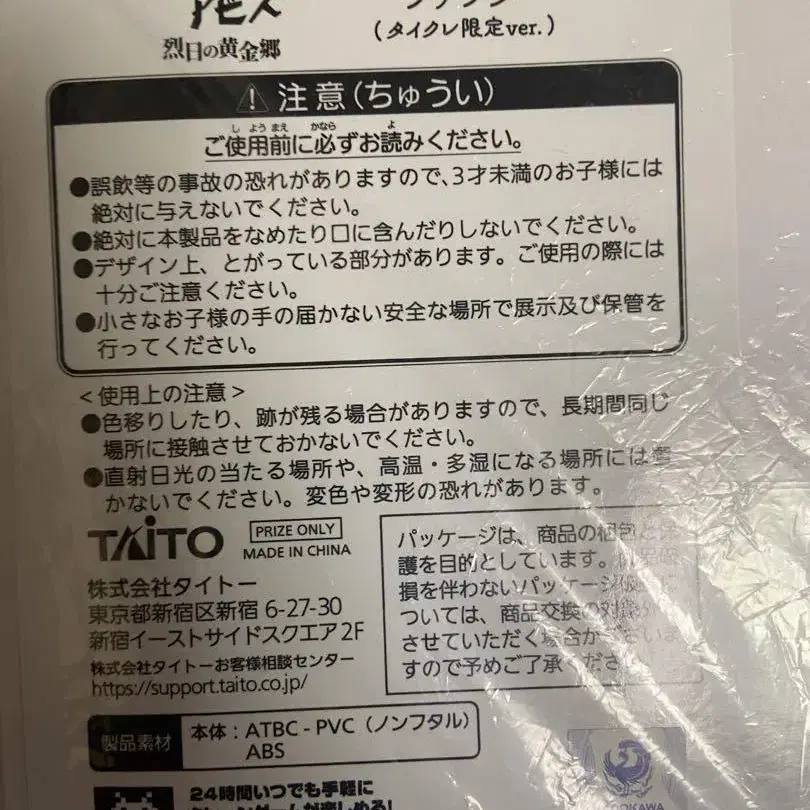 烈日の黄金郷
(タイクレ限定ver.)
注意(ちゅうい)
ご使用前に必ずお読みください。
●誤飲等の事故の恐れがありますので、3才未満のお子様には
絶対に与えないでください。
●絶対に本製品をなめたり口に含んだりしないでください。
●デザイン上、とがっている部分があります。ご使用の際には
十分ご注意ください。
●小さなお子様の手の届かない安全な場所で展示及び保管を
行ってください。
<使用上の注意>
●色移りしたり、跡が残る場合がありますので、長期間同じ
場所に接触させておかないでください。
●直射日光の当たる場所や、高温・多湿になる場所には
かないでください。変色や変形の恐れがあります。
TAITO
PRIZE ONLY
MADE IN CHINA
株式会社タイトー
東京都新宿区新宿 6-27-30
新宿イーストサイドスクエア 2F
株式会社タイトーお客様相談センター
https://support.taito.co.jp/
パッケージは、商品の梱包と保
護を目的としています。
損を伴わないパッケージ
ついては、商品交換の対象外
させていただく場合がございま
すので予めご了承くださ
製品素材
本体:ATBC-PVC(ノンフタル)
ABS
24時間いつでも手軽に